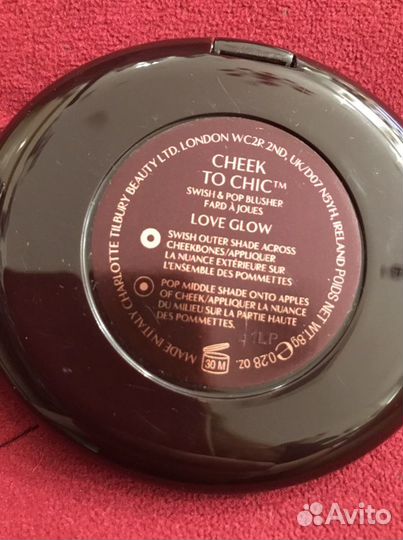 CHEEK
TO CHIC™
SWISH & POP BLUSHER
FARD À JOUES
LOVE GLOW
SWISH OUTER SHADE ACROSS
CHEEKBONES/APPLIQUER
LA NUANCE EXTÉRIEURE SUR
L'ENSEMBLE DES POMMETTES
POP MIDDLE SHADE ONTO APPLES
OF CHEEK/APPLIQUER LA NUANCE
DU MILIEU SUR LA PARTIE HAUTE
DES POMMETTES.
1LP
30 M
MADE IN ITALY CHARLOTTE TILBURY BEAUTY LTD. LONDON WC2R 2ND, UK/D07 N5YH, IRELAND POIDS NET WT. 8g ℮ 0.28 oz.
Avito